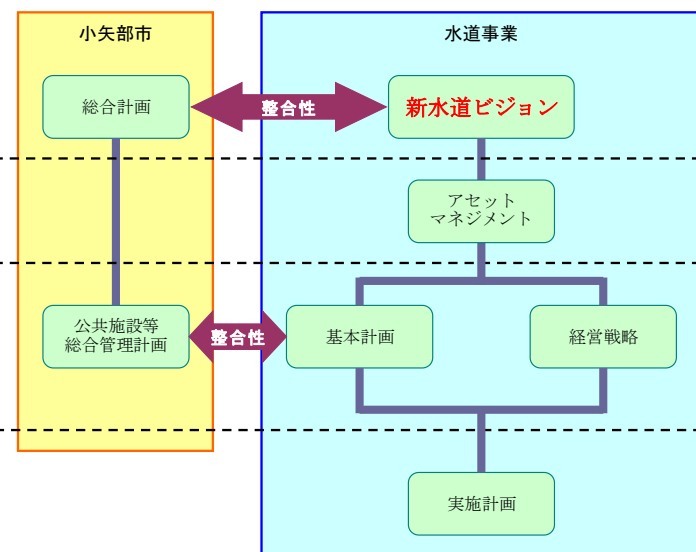 小矢部市
水道事業
総合計画
整合性
新水道ビジョン
アセット
マネジメント
公共施設等
総合管理計画
整合性
基本計画
経営戦略
実施計画